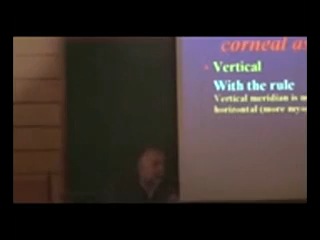 corneal as
• Vertical
With the rule
Vertical meridian is m
horizontal (more myo